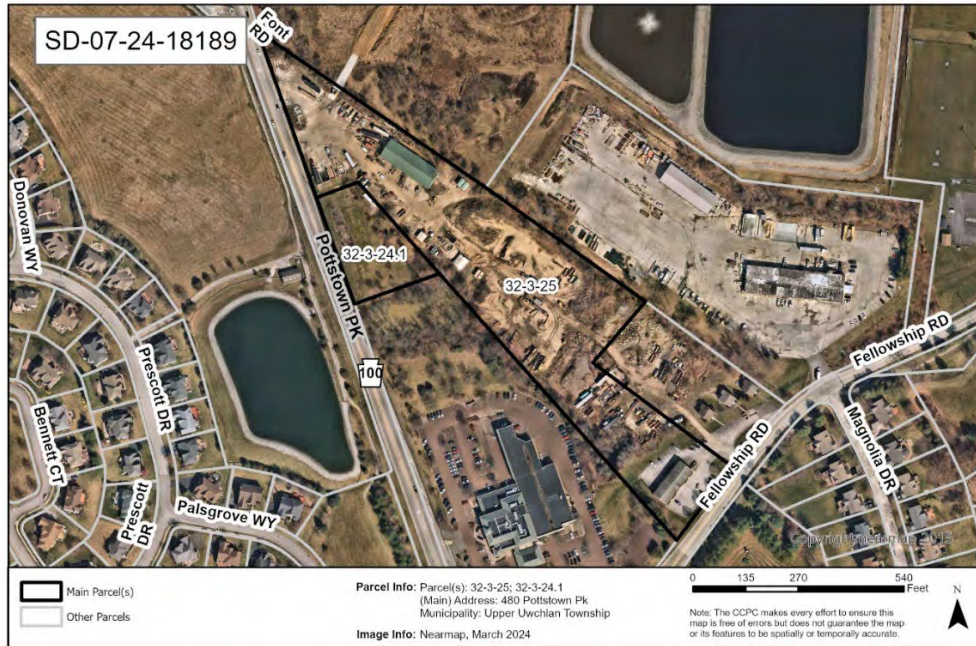 SD-07-24-18189
Font
RD
Donovan WY
Pottstown PK
32-3-24.1
32-3-25
100
Prescott DR
Bennett CT
Prescott
DR
Palsgrove WY
Fellowship RD
Fellowship RD
Magnolia DR
Copyright nearmap 2015
Main Parcel(s)
Other Parcels
Parcel Info: Parcel(s): 32-3-25; 32-3-24.1
(Main) Address: 480 Pottstown Pk
Municipality: Upper Uwchlan Township
Image Info: Nearmap, March 2024
0 135 270 540
Feet
N
Note: The CCPC makes every effort to ensure this
map is free of errors but does not guarantee the map
or its features to be spatially or temporally accurate.